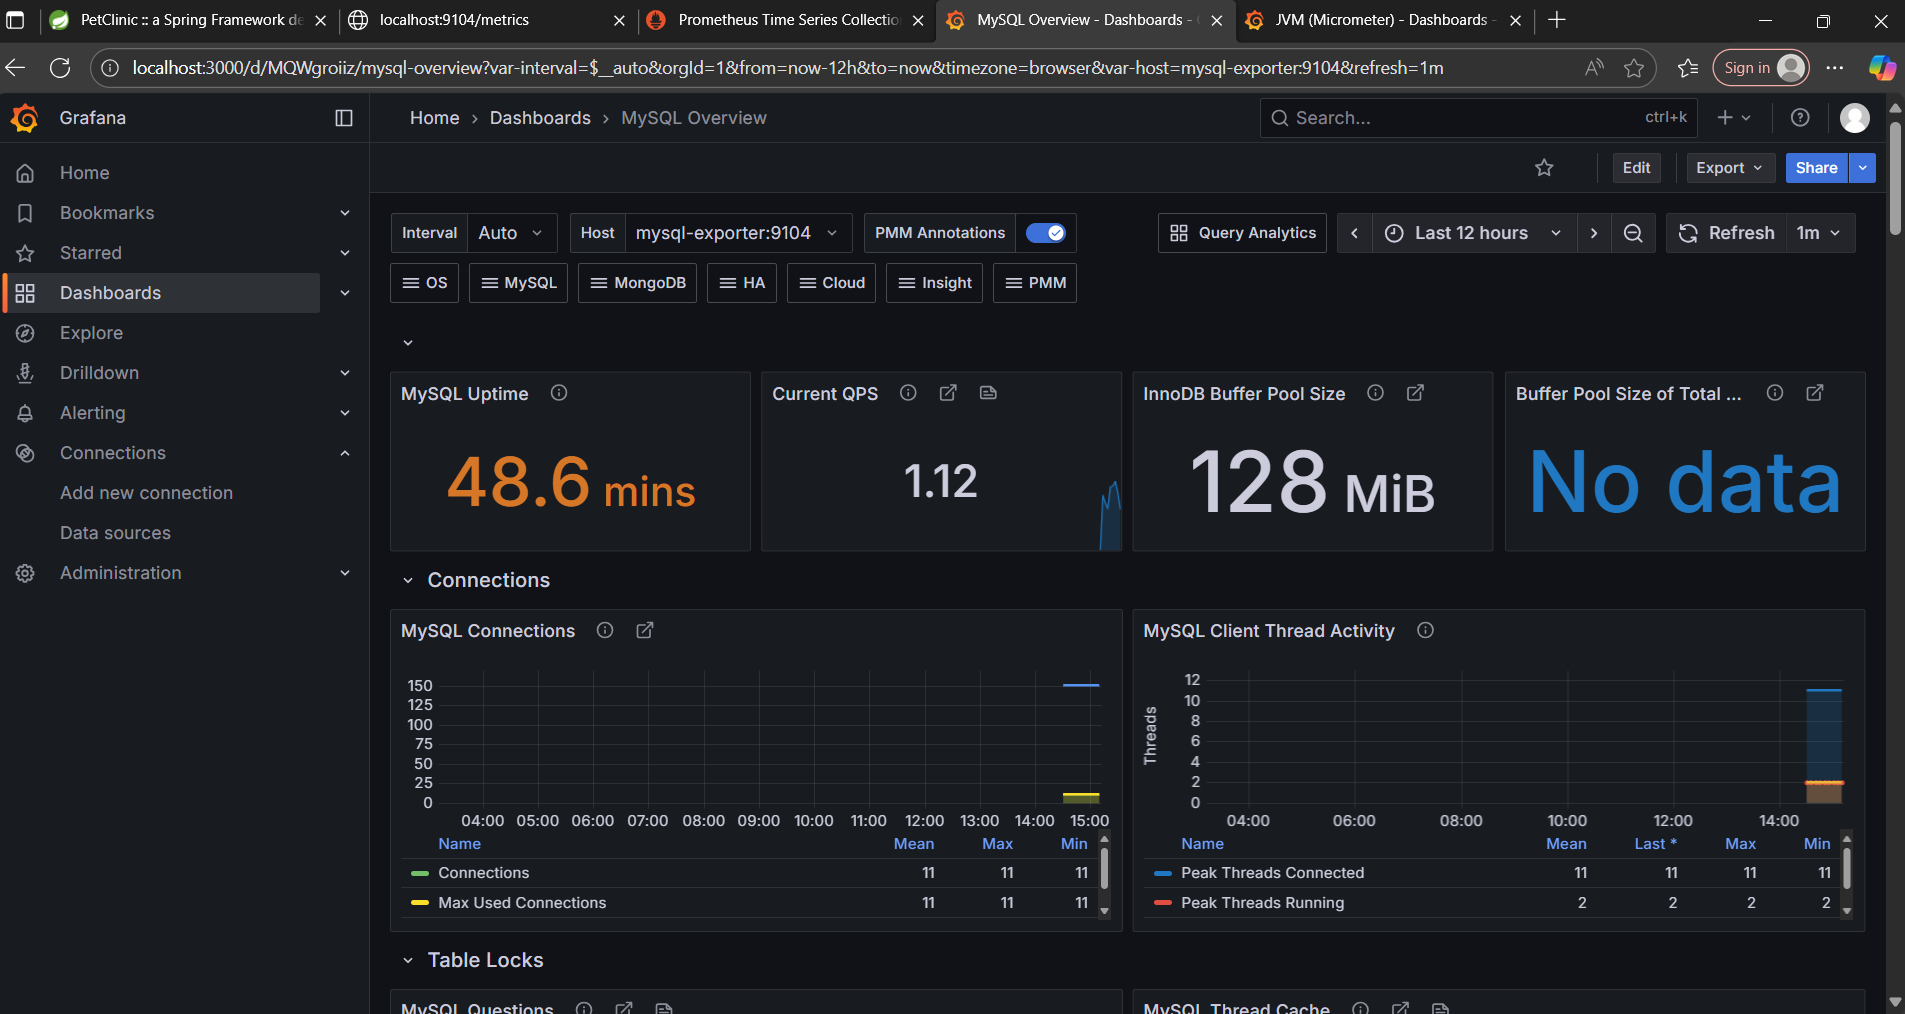 PetClinic :: a Spring Framework de
localhost:9104/metrics
Prometheus Time Series Collectio
MySQL Overview - Dashboards -
JVM (Micrometer) - Dashboards -
localhost:3000/d/MQWgroiiz/mysql-overview?var-interval=$__auto&orgId=1&from=now-12h&to=now&timezone=browser&var-host=mysql-exporter:9104&refresh=1m
Sign in
Grafana
Home › Dashboards › MySQL Overview
Search...
ctrl+k
Edit
Export
Share
Home
Bookmarks
Starred
Dashboards
Explore
Drilldown
Alerting
Connections
Add new connection
Data sources
Administration
Interval Auto
Host mysql-exporter:9104
PMM Annotations
Query Analytics
Last 12 hours
Refresh 1m
OS
MySQL
MongoDB
HA
Cloud
Insight
PMM
MySQL Uptime
48.6 mins
Current QPS
1.12
InnoDB Buffer Pool Size
128 MiB
Buffer Pool Size of Total ...
No data
Connections
MySQL Connections
150
125
100
75
50
25
0
04:00 05:00 06:00 07:00 08:00 09:00 10:00 11:00 12:00 13:00 14:00 15:00
Name Mean Max Min
Connections 11 11 11
Max Used Connections 11 11 11
MySQL Client Thread Activity
Threads
12
10
8
6
4
2
0
04:00 06:00 08:00 10:00 12:00 14:00
Name Mean Last * Max Min
Peak Threads Connected 11 11 11 11
Peak Threads Running 2 2 2 2
Table Locks
MySQL Questions
MySQL Thread Cache